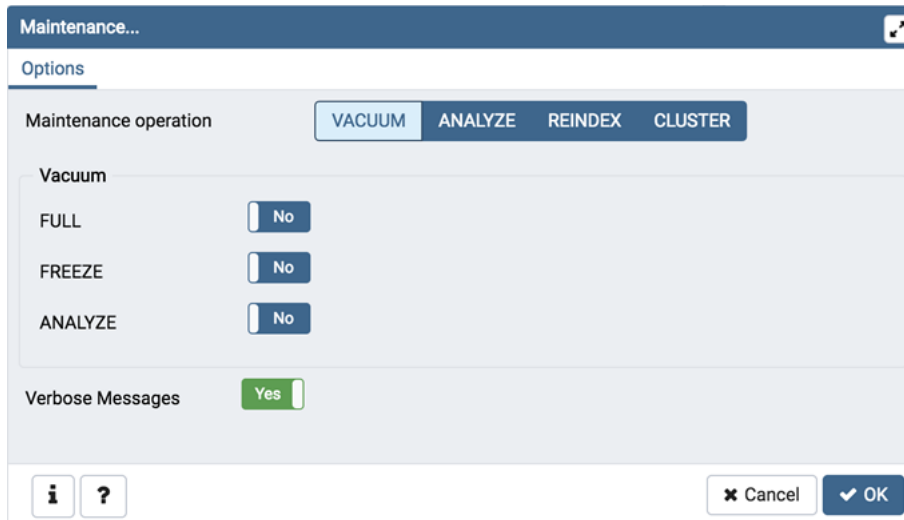 Maintenance...
Options
Maintenance operation VACUUM ANALYZE REINDEX CLUSTER
Vacuum
FULL No
FREEZE No
ANALYZE No
Verbose Messages Yes
i ? Cancel OK